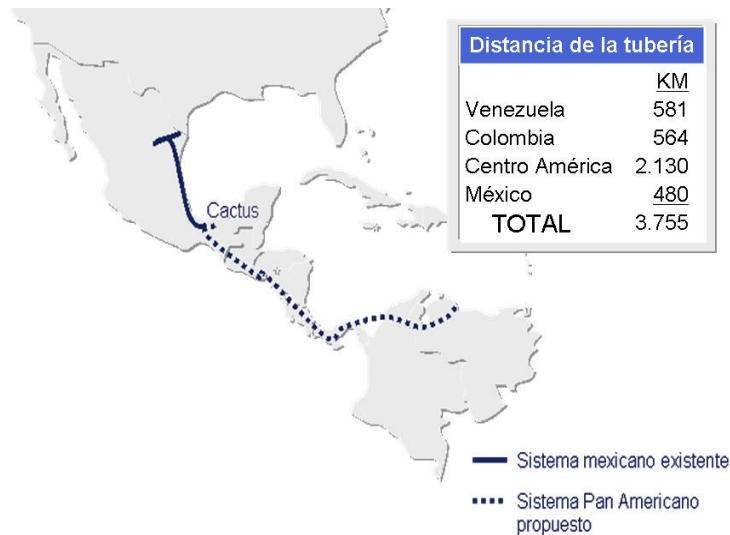 Distancia de la tubería
KM
Venezuela 581
Colombia 564
Centro América 2.130
México 480
TOTAL 3.755
Cactus
Sistema mexicano existente
Sistema Pan Americano
propuesto